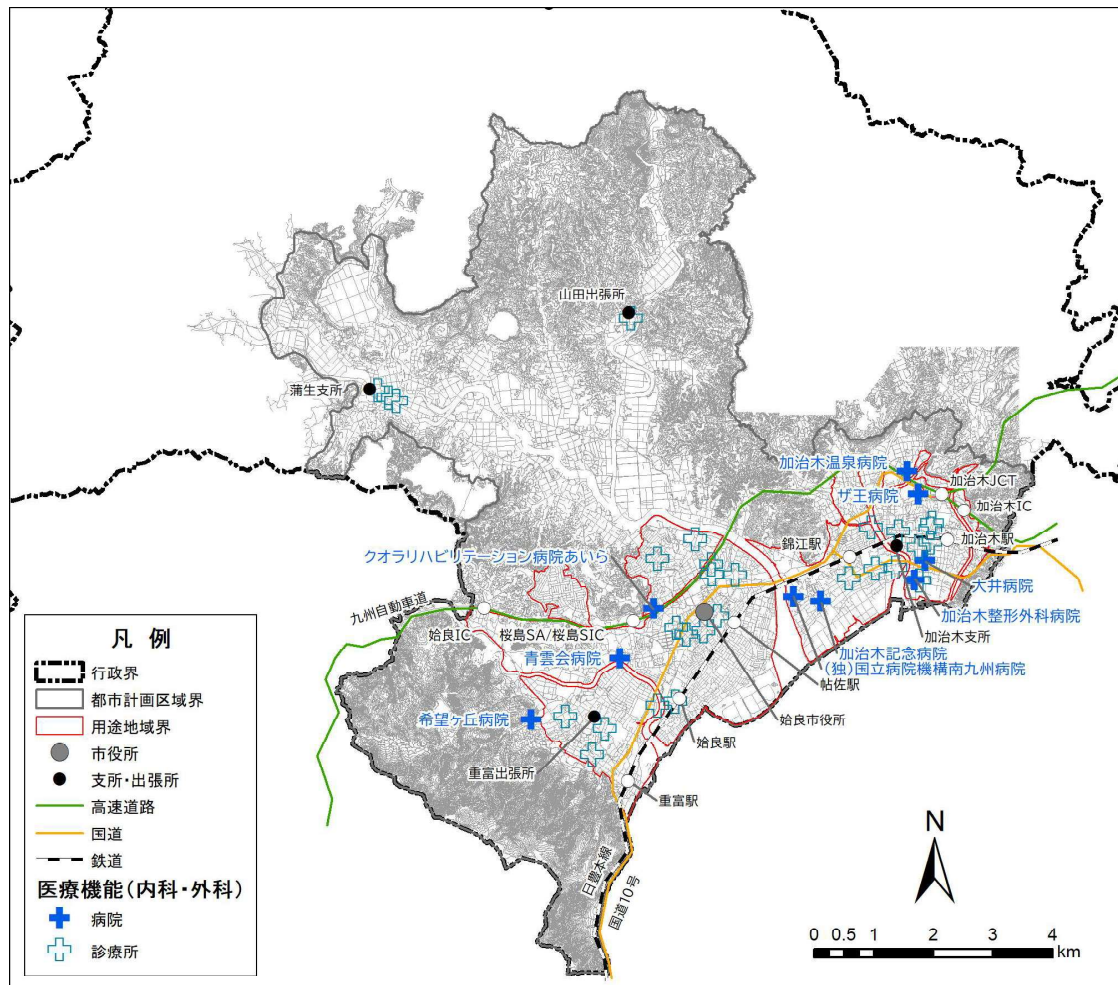 山田出張所
蒲生支所
加治木温泉病院
加治木JCT
ザ王病院
加治木IC
錦江駅
加治木駅
クオラリハビリテーション病院あいら
大井病院
九州自動車道
加治木整形外科病院
姶良IC
桜島SA/桜島SIC
加治木支所
青雲会病院
加治木記念病院
(独)国立病院機構南九州病院
帖佐駅
希望ヶ丘病院
姶良市役所
姶良駅
重富出張所
重富駅
日豊本線
国道10号
凡 例
行政界
都市計画区域界
用途地域界
市役所
支所・出張所
高速道路
国道
鉄道
医療機能(内科・外科)
病院
診療所
N
0 0.5 1 2 3 4
km